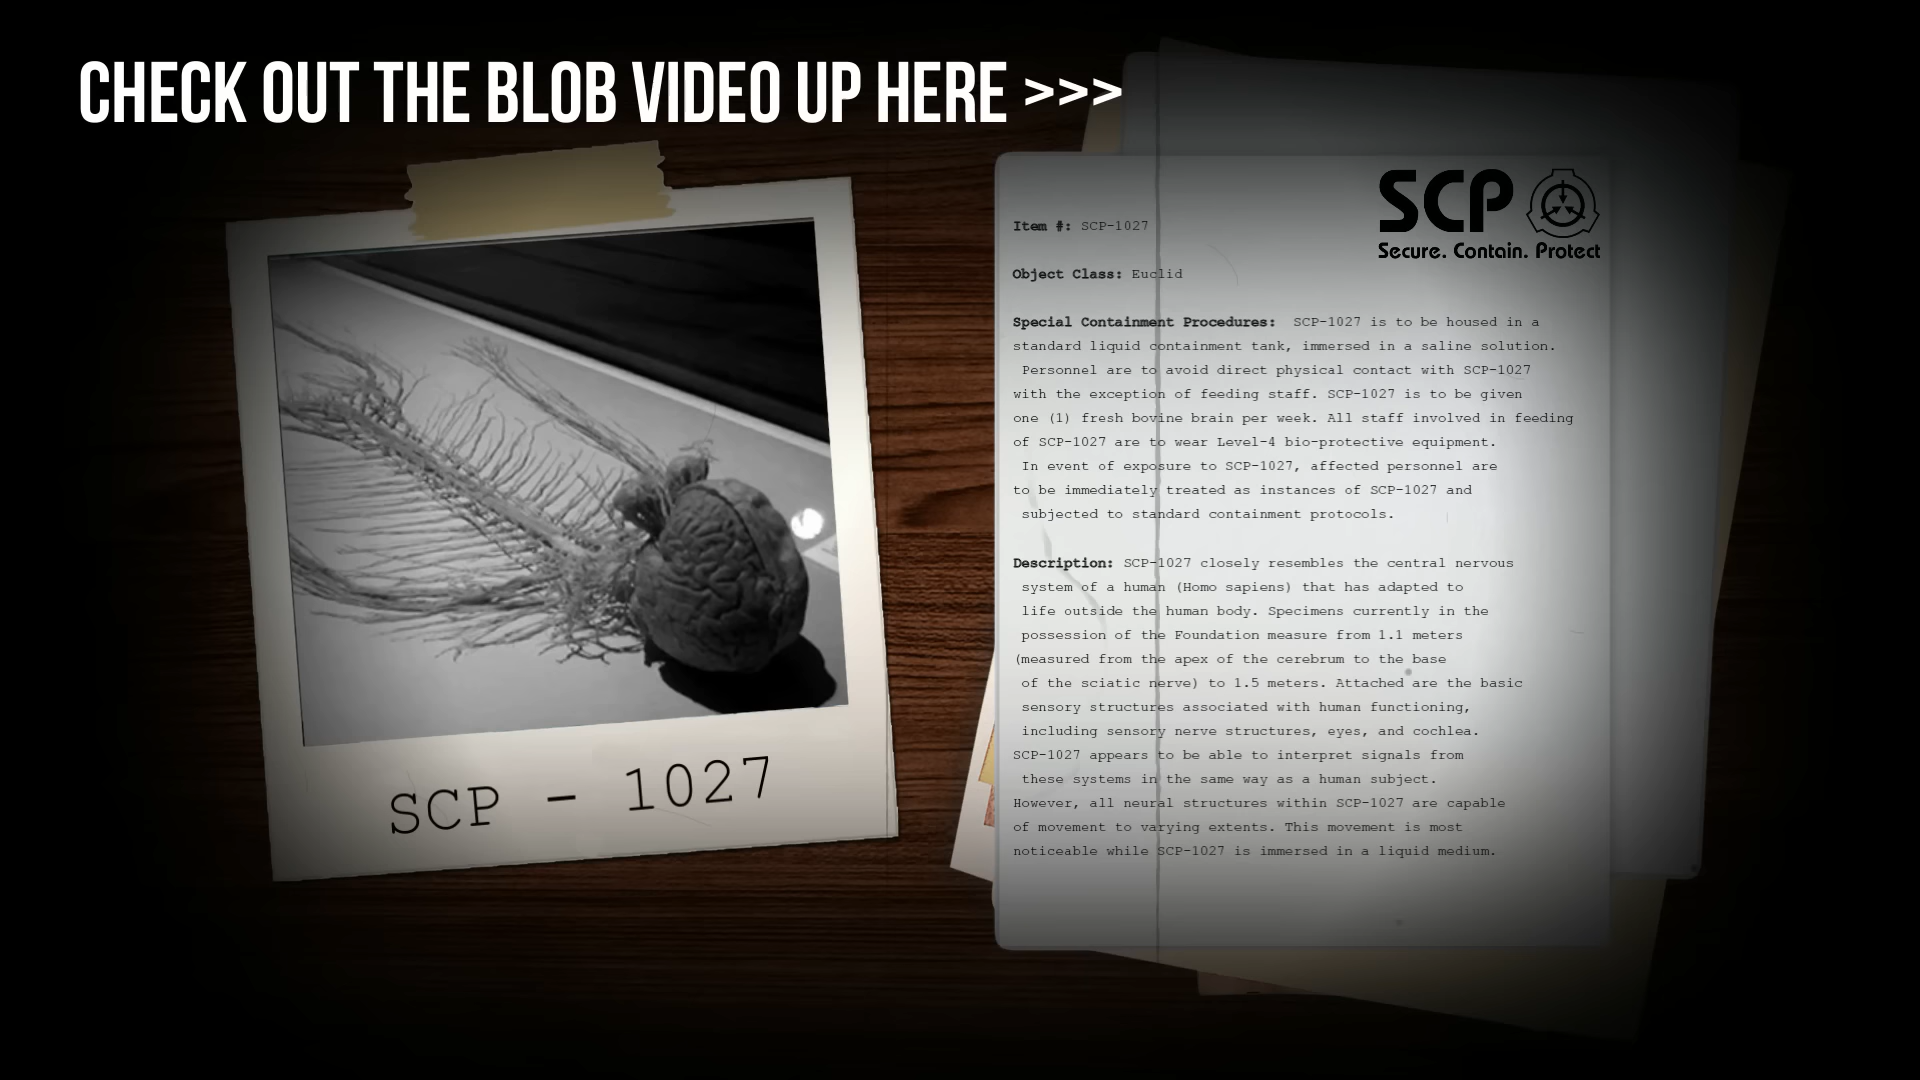 CHECK OUT THE BLOB VIDEO UP HERE >>>
SCP
Secure. Contain. Protect
Item #: SCP-1027
Object Class: Euclid
Special Containment Procedures: SCP-1027 is to be housed in a
standard liquid containment tank, immersed in a saline solution.
Personnel are to avoid direct physical contact with SCP-1027
with the exception of feeding staff. SCP-1027 is to be given
one (1) fresh bovine brain per week. All staff involved in feeding
of SCP-1027 are to wear Level-4 bio-protective equipment.
In event of exposure to SCP-1027, affected personnel are
to be immediately treated as instances of SCP-1027 and
subjected to standard containment protocols.
Description: SCP-1027 closely resembles the central nervous
system of a human (Homo sapiens) that has adapted to
life outside the human body. Specimens currently in the
possession of the Foundation measure from 1.1 meters
(measured from the apex of the cerebrum to the base
of the sciatic nerve) to 1.5 meters. Attached are the basic
sensory structures associated with human functioning,
including sensory nerve structures, eyes, and cochlea.
SCP-1027 appears to be able to interpret signals from
these systems in the same way as a human subject.
However, all neural structures within SCP-1027 are capable
of movement to varying extents. This movement is most
noticeable while SCP-1027 is immersed in a liquid medium.
SCP - 1027